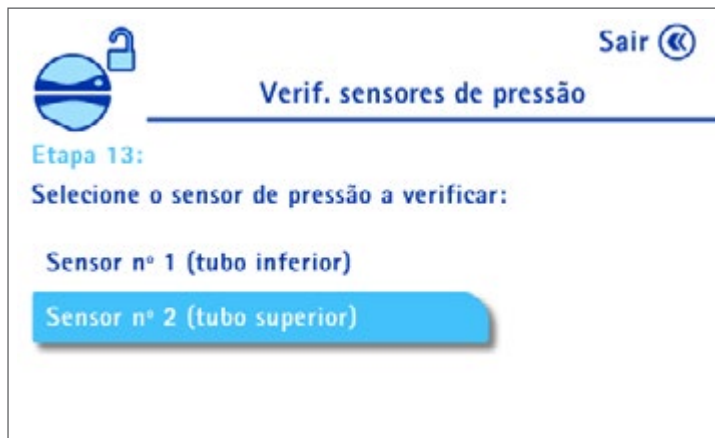 Sair
Verif. sensores de pressão
Etapa 13:
Selecione o sensor de pressão a verificar:
Sensor nº 1 (tubo inferior)
Sensor nº 2 (tubo superior)